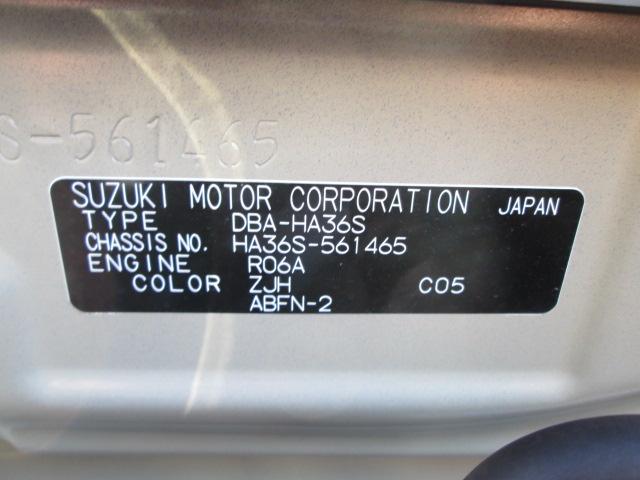 S-561465
SUZUKI MOTOR CORPORATION JAPAN
TYPE DBA-HA36S
CHASSIS NO. HA36S-561465
ENGINE R06A
COLOR ZJH C05
ABFN-2